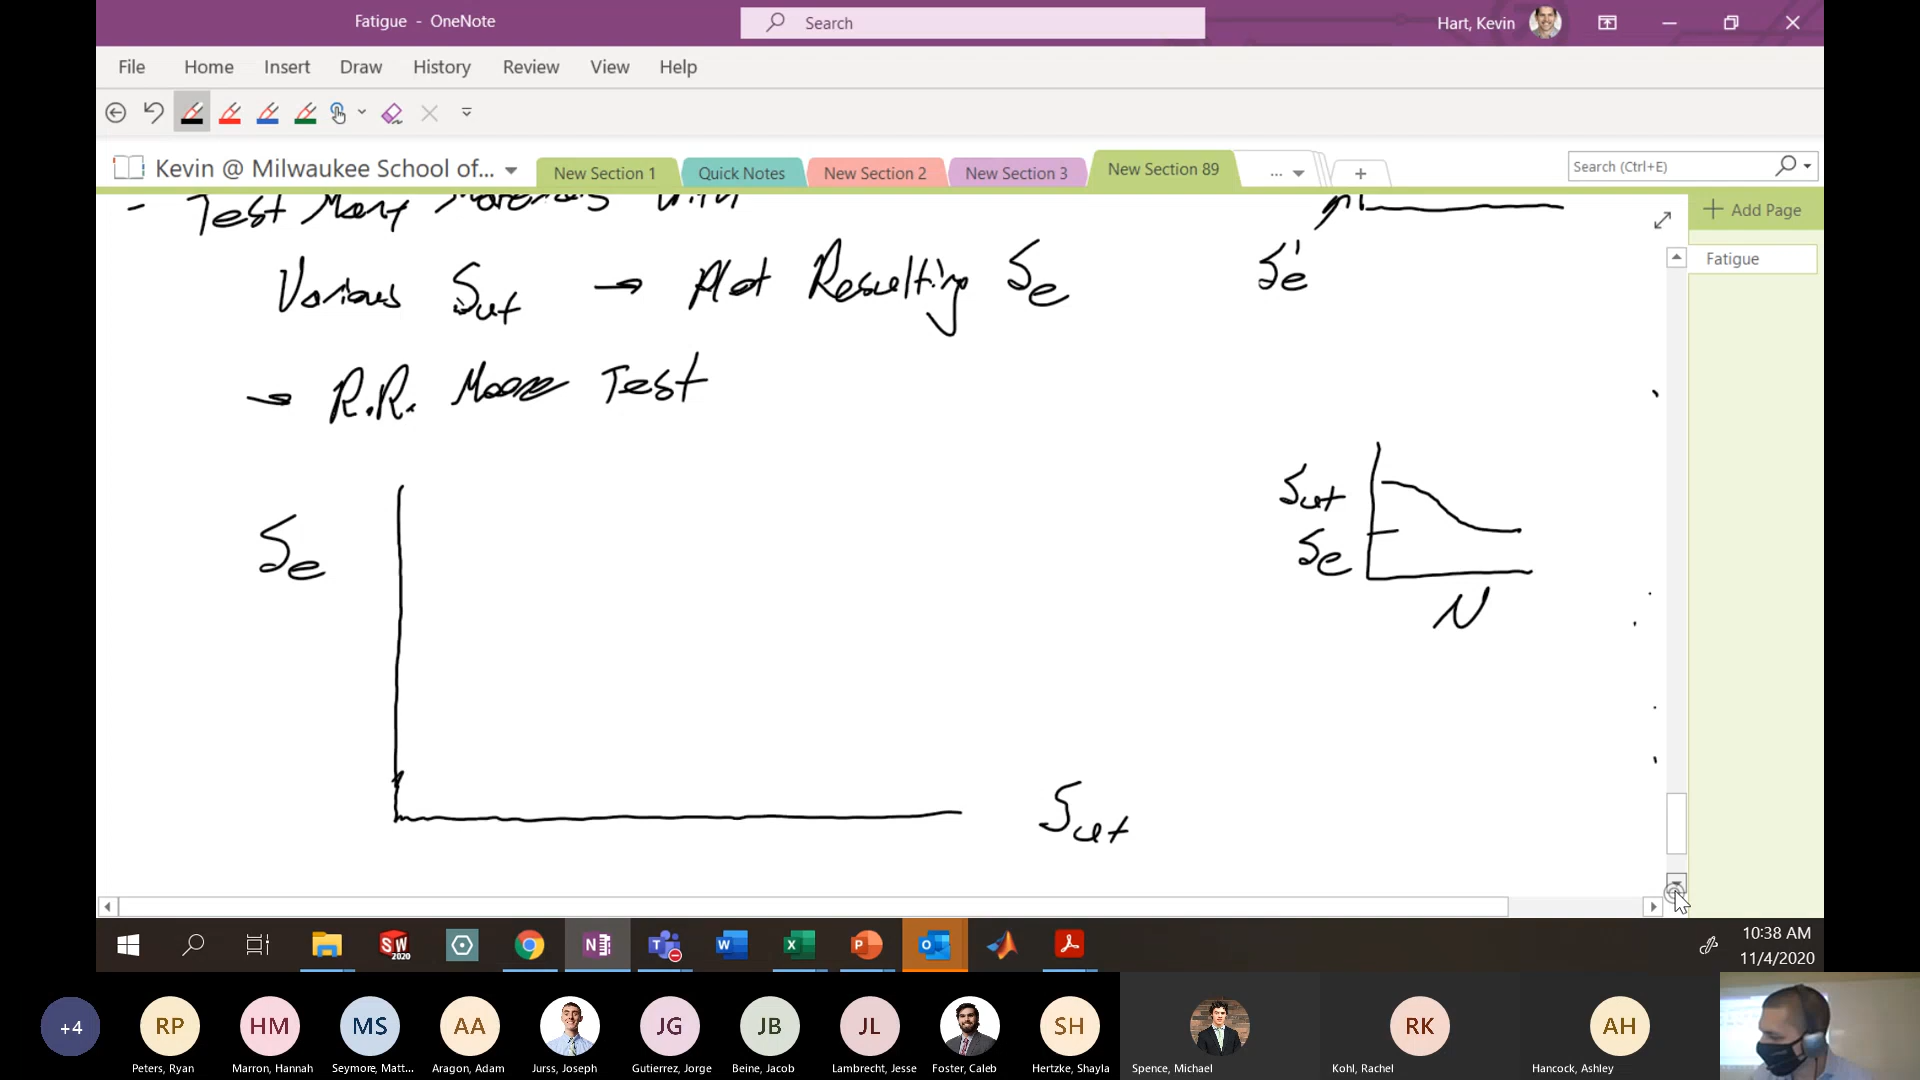 Fatigue - OneNote
Search
Hart, Kevin
File Home Insert Draw History Review View Help
Kevin @ Milwaukee School of...
New Section 1
Quick Notes
New Section 2
New Section 3
New Section 89
...
Search (Ctrl+E)
Add Page
Fatigue
- Test Many Materials with
Various Sut → Plot Resulting Se
S'e
→ R.R. Moore Test
Sut
Se
N
Se
Sut
SW
2020
10:38 AM
11/4/2020
+4
RP
HM
MS
AA
JG
JB
JL
SH
RK
AH
Peters, Ryan
Marron, Hannah
Seymore, Matt...
Aragon, Adam
Jurss, Joseph
Gutierrez, Jorge
Beine, Jacob
Lambrecht, Jesse
Foster, Caleb
Hertzke, Shayla
Spence, Michael
Kohl, Rachel
Hancock, Ashley